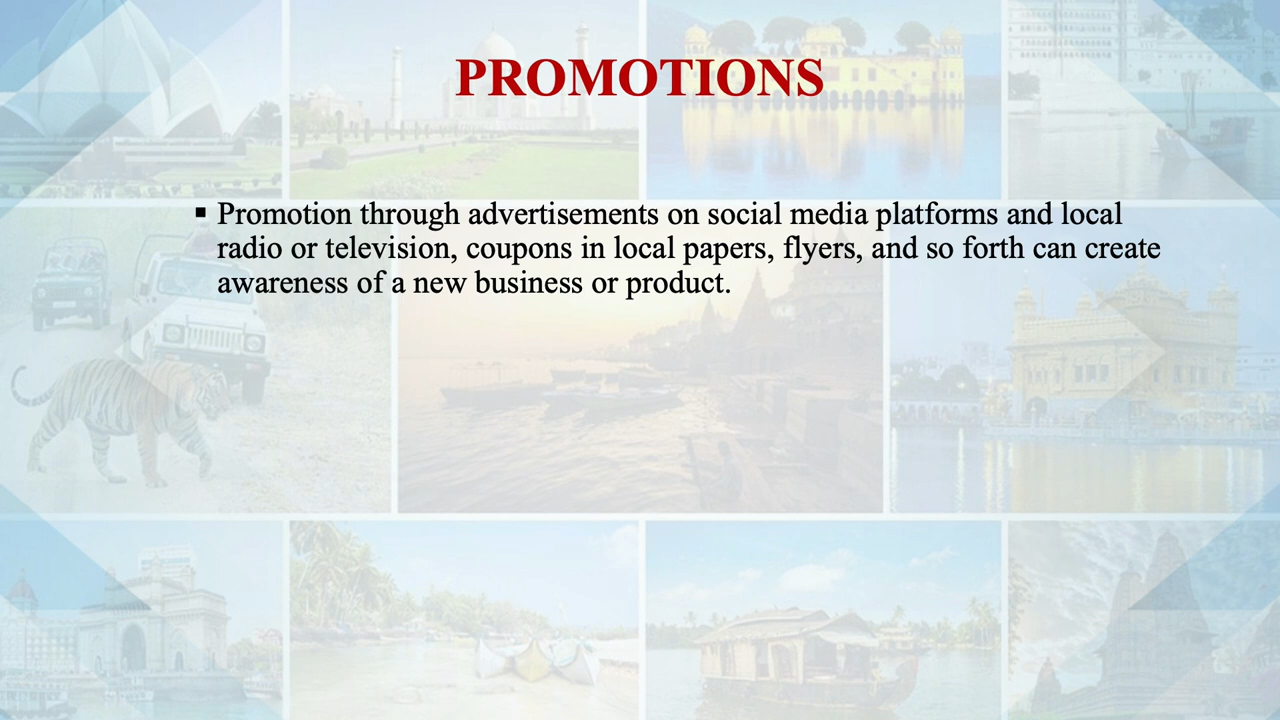 PROMOTIONS
▪ Promotion through advertisements on social media platforms and local
radio or television, coupons in local papers, flyers, and so forth can create
awareness of a new business or product.